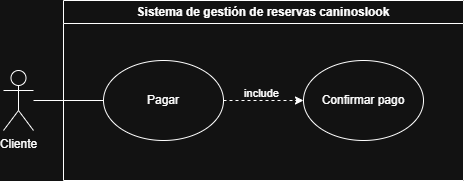 Sistema de gestión de reservas caninoslook
include
Pagar
Confirmar pago
Cliente